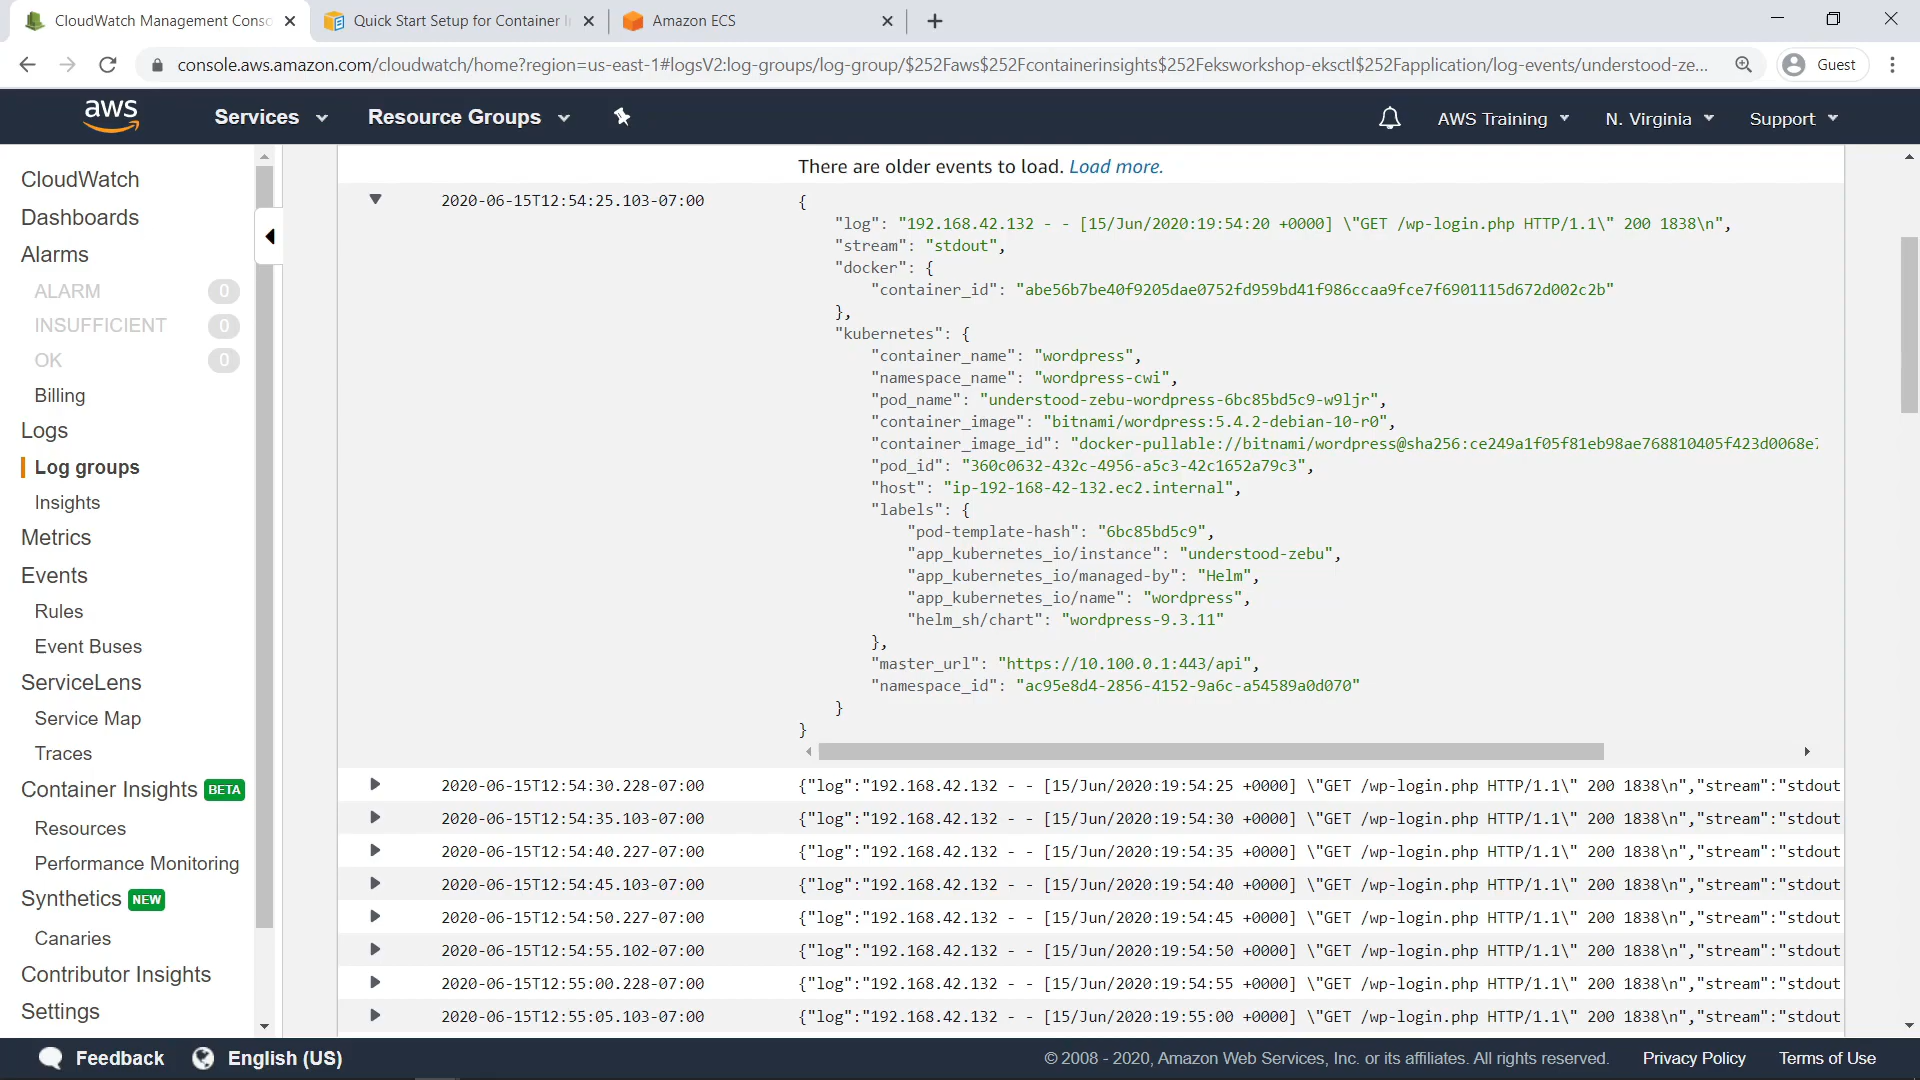 CloudWatch Management Conso
Quick Start Setup for Container I
Amazon ECS
console.aws.amazon.com/cloudwatch/home?region=us-east-1#logsV2:log-groups/log-group/$252Faws$252Fcontainerinsights$252Feksworkshop-eksctl$252Fapplication/log-events/understood-ze...
Guest
aws
Services
Resource Groups
AWS Training
N. Virginia
Support
CloudWatch
Dashboards
Alarms
ALARM 0
INSUFFICIENT 0
OK 0
Billing
Logs
Log groups
Insights
Metrics
Events
Rules
Event Buses
ServiceLens
Service Map
Traces
Container Insights BETA
Resources
Performance Monitoring
Synthetics NEW
Canaries
Contributor Insights
Settings
There are older events to load. Load more.
2020-06-15T12:54:25.103-07:00 {
"log": "192.168.42.132 - - [15/Jun/2020:19:54:20 +0000] \"GET /wp-login.php HTTP/1.1\" 200 1838\n",
"stream": "stdout",
"docker": {
"container_id": "abe56b7be40f9205dae0752fd959bd41f986ccaa9fce7f6901115d672d002c2b"
},
"kubernetes": {
"container_name": "wordpress",
"namespace_name": "wordpress-cwi",
"pod_name": "understood-zebu-wordpress-6bc85bd5c9-w9ljr",
"container_image": "bitnami/wordpress:5.4.2-debian-10-r0",
"container_image_id": "docker-pullable://bitnami/wordpress@sha256:ce249a1f05f81eb98ae768810405f423d0068e
"pod_id": "360c0632-432c-4956-a5c3-42c1652a79c3",
"host": "ip-192-168-42-132.ec2.internal",
"labels": {
"pod-template-hash": "6bc85bd5c9",
"app_kubernetes_io/instance": "understood-zebu",
"app_kubernetes_io/managed-by": "Helm",
"app_kubernetes_io/name": "wordpress",
"helm_sh/chart": "wordpress-9.3.11"
},
"master_url": "https://10.100.0.1:443/api",
"namespace_id": "ac95e8d4-2856-4152-9a6c-a54589a0d070"
}
}
2020-06-15T12:54:30.228-07:00 {"log":"192.168.42.132 - - [15/Jun/2020:19:54:25 +0000] \"GET /wp-login.php HTTP/1.1\" 200 1838\n","stream":"stdout
2020-06-15T12:54:35.103-07:00 {"log":"192.168.42.132 - - [15/Jun/2020:19:54:30 +0000] \"GET /wp-login.php HTTP/1.1\" 200 1838\n","stream":"stdout
2020-06-15T12:54:40.227-07:00 {"log":"192.168.42.132 - - [15/Jun/2020:19:54:35 +0000] \"GET /wp-login.php HTTP/1.1\" 200 1838\n","stream":"stdout
2020-06-15T12:54:45.103-07:00 {"log":"192.168.42.132 - - [15/Jun/2020:19:54:40 +0000] \"GET /wp-login.php HTTP/1.1\" 200 1838\n","stream":"stdout
2020-06-15T12:54:50.227-07:00 {"log":"192.168.42.132 - - [15/Jun/2020:19:54:45 +0000] \"GET /wp-login.php HTTP/1.1\" 200 1838\n","stream":"stdout
2020-06-15T12:54:55.102-07:00 {"log":"192.168.42.132 - - [15/Jun/2020:19:54:50 +0000] \"GET /wp-login.php HTTP/1.1\" 200 1838\n","stream":"stdout
2020-06-15T12:55:00.228-07:00 {"log":"192.168.42.132 - - [15/Jun/2020:19:54:55 +0000] \"GET /wp-login.php HTTP/1.1\" 200 1838\n","stream":"stdout
2020-06-15T12:55:05.103-07:00 {"log":"192.168.42.132 - - [15/Jun/2020:19:55:00 +0000] \"GET /wp-login.php HTTP/1.1\" 200 1838\n","stream":"stdout
Feedback
English (US)
© 2008 - 2020, Amazon Web Services, Inc. or its affiliates. All rights reserved.
Privacy Policy
Terms of Use